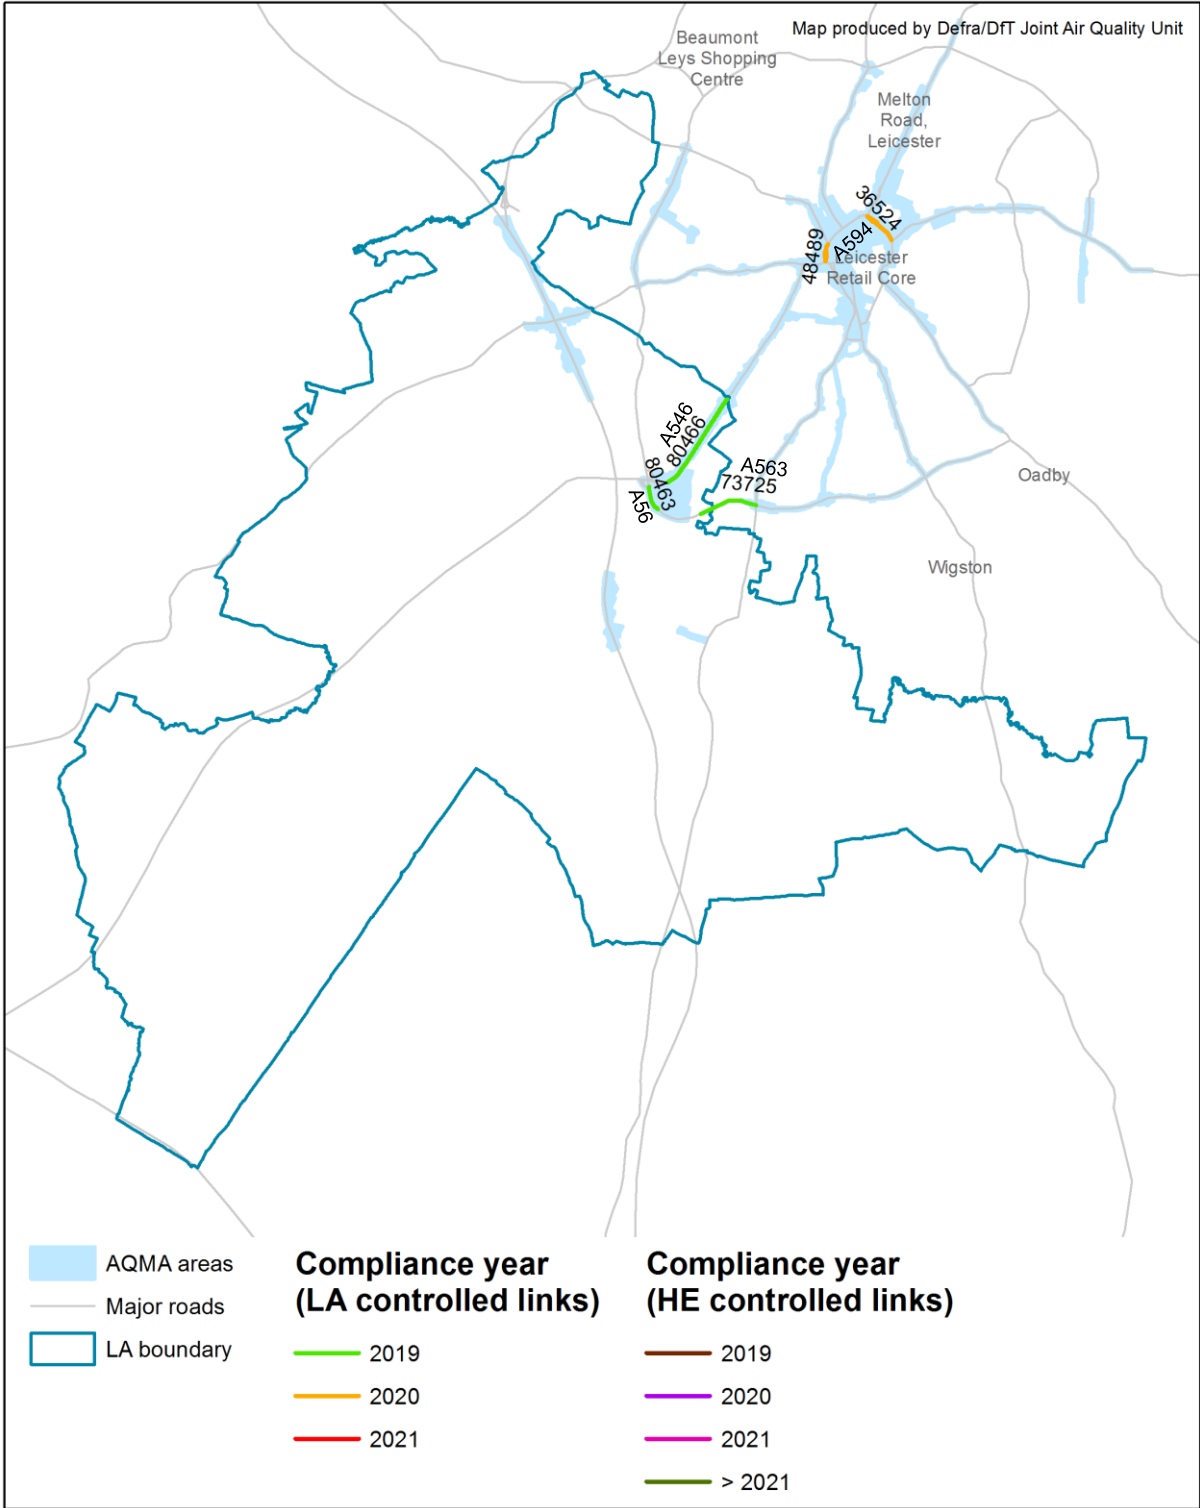 Map produced by Defra/DfT Joint Air Quality Unit
Beaumont
Leys Shopping
Centre
Melton
Road,
Leicester
36524
A594
48489
Leicester
Retail Core
A546
80466
80463
A56
A563
73725
Oadby
Wigston
AQMA areas
Major roads
LA boundary
Compliance year
(LA controlled links)
2019
2020
2021
Compliance year
(HE controlled links)
2019
2020
2021
> 2021